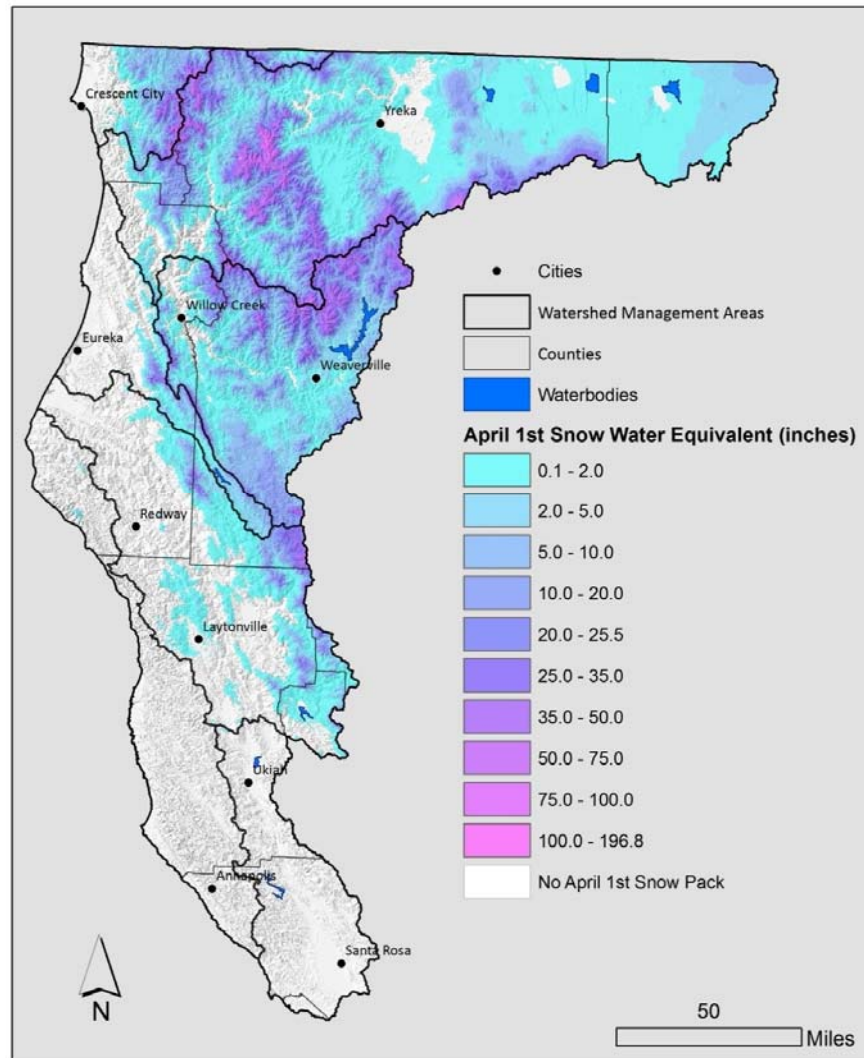 Crescent City
Yreka
Cities
Watershed Management Areas
Willow Creek
Counties
Eureka
Weaverville
Waterbodies
April 1st Snow Water Equivalent (inches)
0.1 - 2.0
2.0 - 5.0
Redway
5.0 - 10.0
10.0 - 20.0
Laytonville
20.0 - 25.5
25.0 - 35.0
35.0 - 50.0
50.0 - 75.0
Ukiah
75.0 - 100.0
100.0 - 196.8
Annapolis
No April 1st Snow Pack
Santa Rosa
N
50
Miles